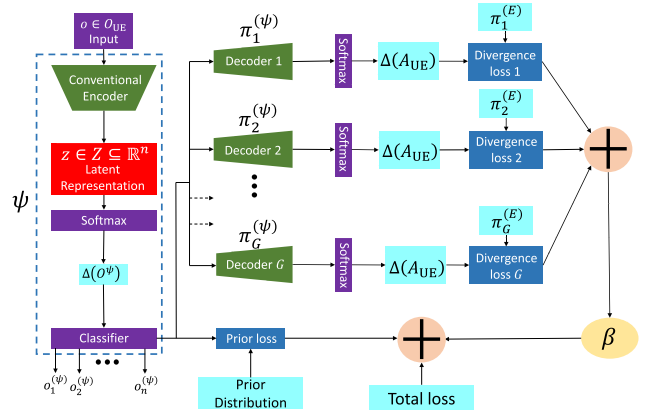 o ∈ O_UE
Input
Conventional
Encoder
z ∈ Z ⊆ ℝ^n
Latent
Representation
Softmax
Δ(O^ψ)
Classifier
o_1^(ψ) o_2^(ψ) ••• o_n^(ψ)
ψ
π_1^(ψ)
Decoder 1
Softmax
Δ(A_UE)
π_1^(E)
Divergence
loss 1
π_2^(ψ)
Decoder 2
Softmax
Δ(A_UE)
π_2^(E)
Divergence
loss 2
π_G^(ψ)
Decoder G
Softmax
Δ(A_UE)
π_G^(E)
Divergence
loss G
+
β
Prior loss
+
Prior
Distribution
Total loss